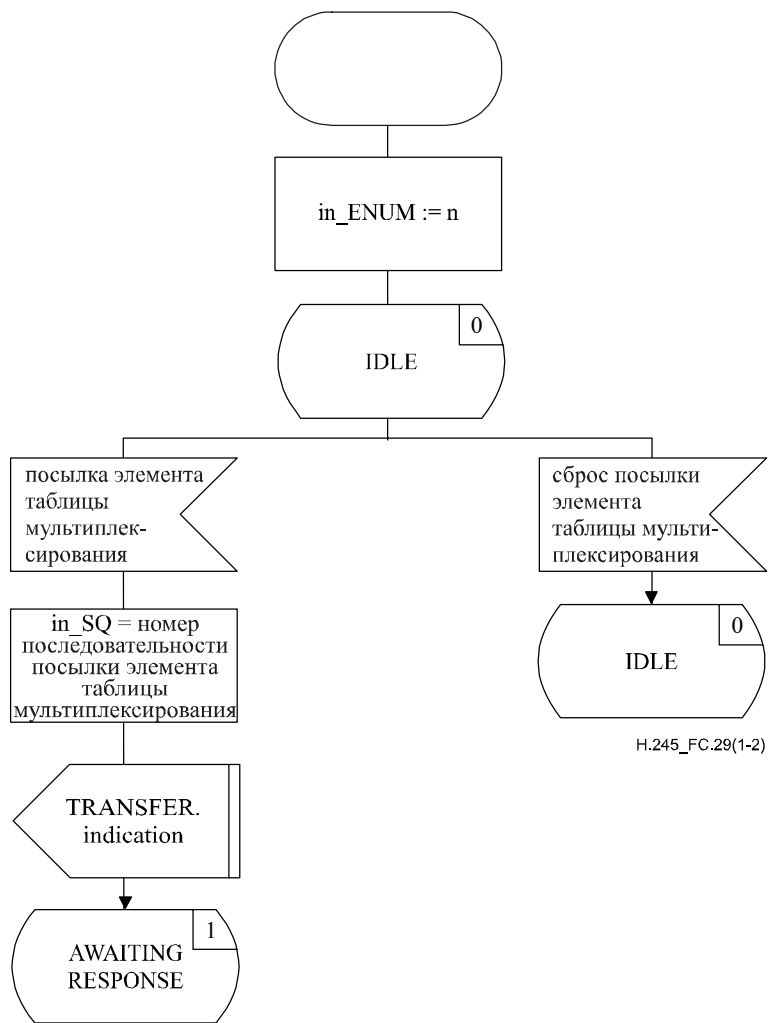 in_ENUM := n
0
IDLE
посылка элемента
таблицы
мультиплек-
сирования
in_SQ = номер
последовательности
посылки элемента
таблицы
мультиплексирования
TRANSFER.
indication
1
AWAITING
RESPONSE
сброс посылки
элемента
таблицы мульти-
плексирования
0
IDLE
H.245_FC.29(1-2)